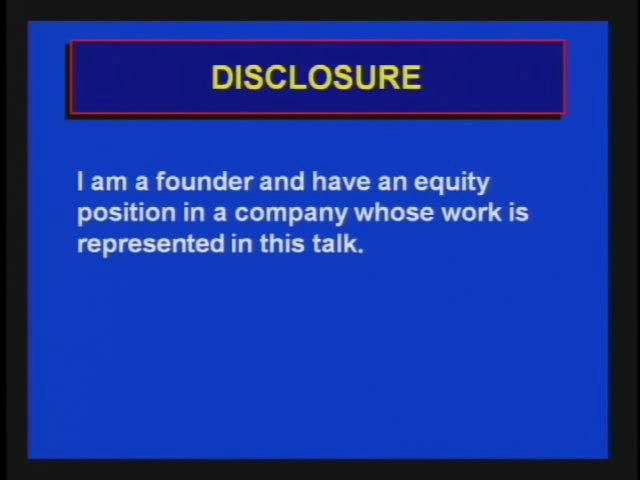 DISCLOSURE
I am a founder and have an equity
position in a company whose work is
represented in this talk.